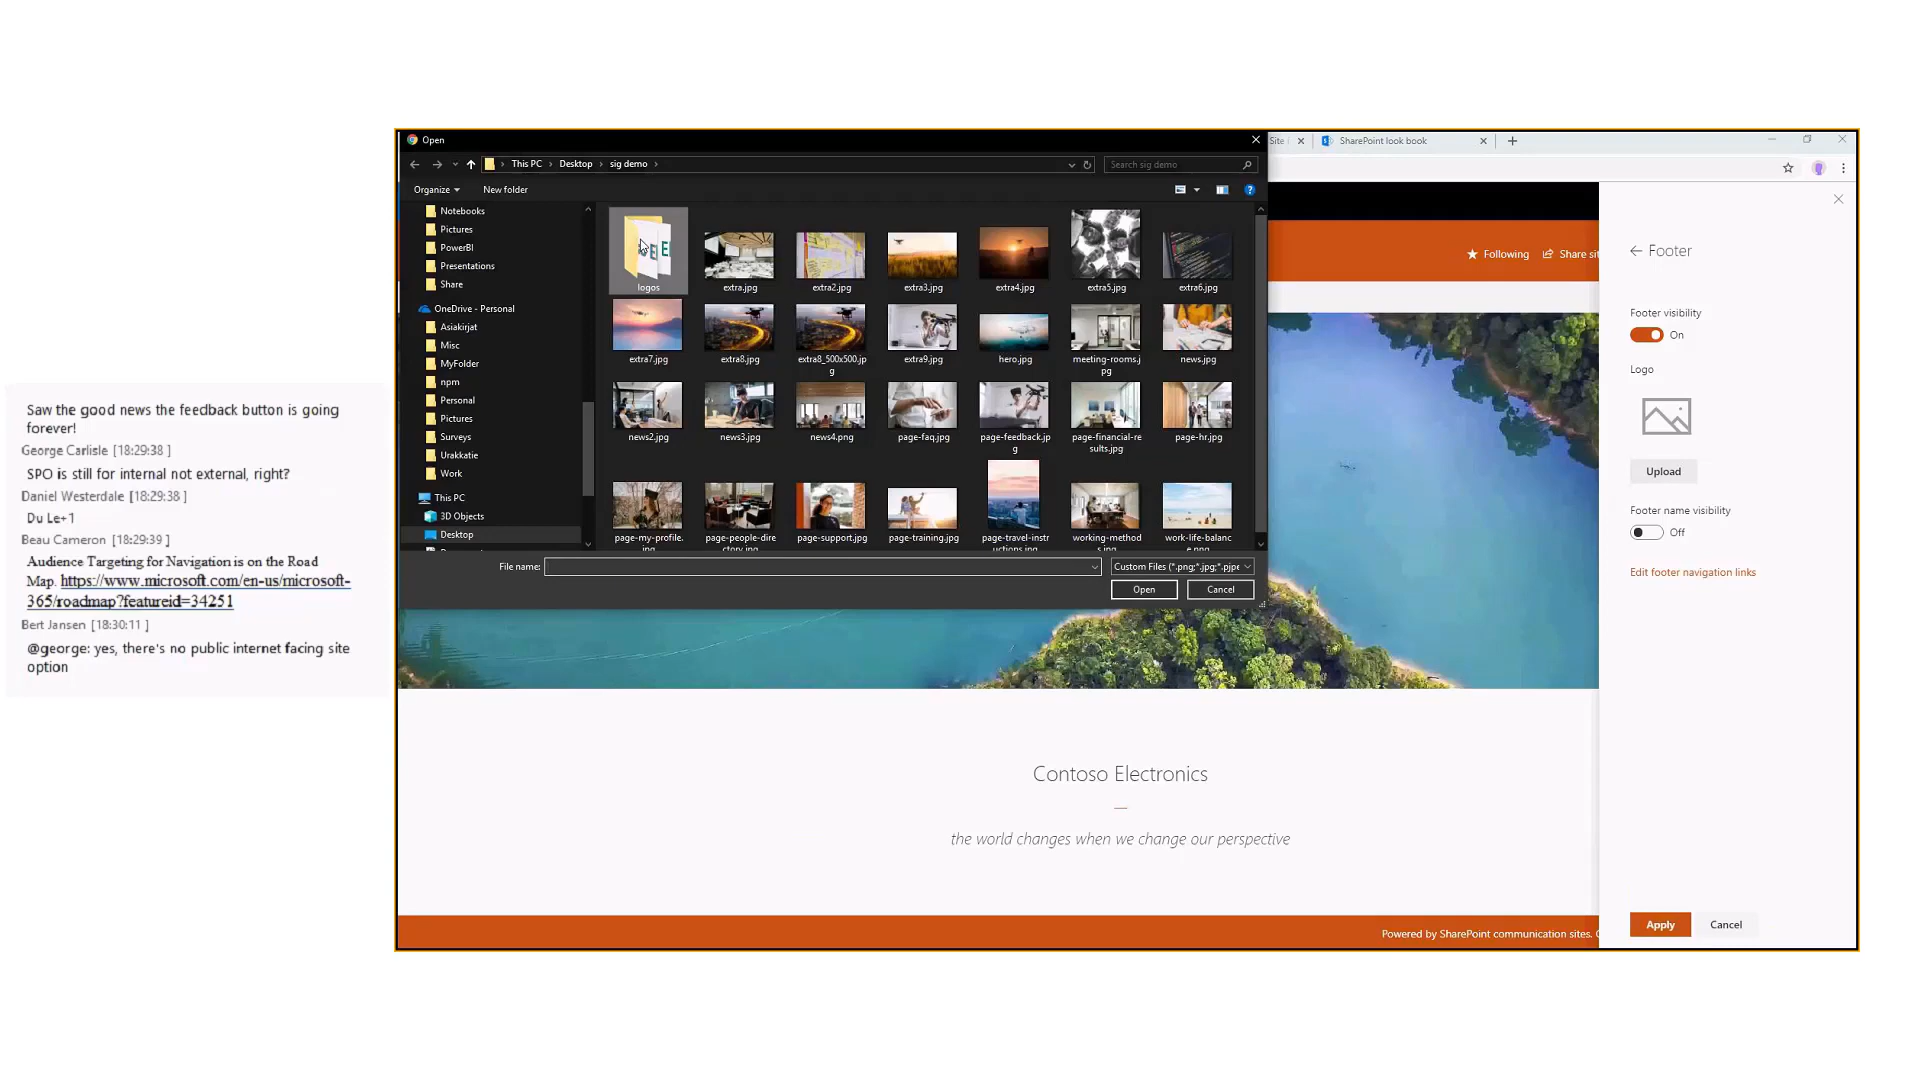 Saw the good news the feedback button is going
forever!
George Carlisle [18:29:38 ]
SPO is still for internal not external, right?
Daniel Westerdale [18:29:38 ]
Du Le+1
Beau Cameron [18:29:39 ]
Audience Targeting for Navigation is on the Road
Map. https://www.microsoft.com/en-us/microsoft-
365/roadmap?featureid=34251
Bert Jansen [18:30:11 ]
@george: yes, there's no public internet facing site
option
Open
This PC
Desktop
sig demo
Search sig demo
Organize
New folder
Notebooks
Pictures
PowerBI
Presentations
Share
OneDrive - Personal
Asiakirjat
Misc
MyFolder
npm
Personal
Pictures
Surveys
Urakkatie
Work
This PC
3D Objects
Desktop
logos
extra.jpg
extra2.jpg
extra3.jpg
extra4.jpg
extra5.jpg
extra6.jpg
extra7.jpg
extra8.jpg
extra8_500x500.jp
g
extra9.jpg
hero.jpg
meeting-rooms.j
pg
news.jpg
news2.jpg
news3.jpg
news4.png
page-faq.jpg
page-feedback.jp
g
page-financial-re
sults.jpg
page-hr.jpg
page-my-profile.
jpg
page-people-dire
ctory.jpg
page-support.jpg
page-training.jpg
page-travel-instr
uctions.jpg
working-method
s.jpg
work-life-balanc
e.png
File name:
Custom Files (*.png;*.jpg;*.pjpe
Open
Cancel
Site
SharePoint look book
Following
Share sit
Footer
Footer visibility
On
Logo
Upload
Footer name visibility
Off
Edit footer navigation links
Apply
Cancel
Contoso Electronics
the world changes when we change our perspective
Powered by SharePoint communication sites.